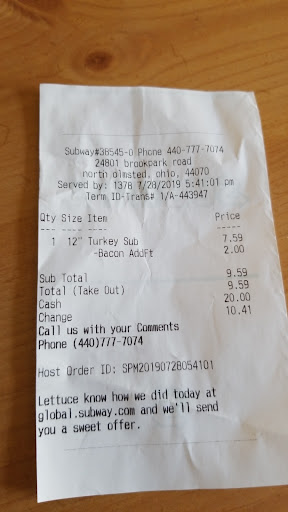 Subway#38545-0 Phone 440-777-7074
24801 brookpark road
north olmsted, ohio, 44070
Served by: 1378 7/28/2019 5:41:01 pm
Term ID-Trans# 1/A-443947
Qty Size Item Price
--- ---- ---- -----
1 12" Turkey Sub 7.59
-Bacon AddFt 2.00
Sub Total 9.59
Total (Take Out) 9.59
Cash 20.00
Change 10.41
Call us with your Comments
Phone (440)777-7074
Host Order ID: SPM20190728054101
Lettuce know how we did today at
global.subway.com and we'll send
you a sweet offer.